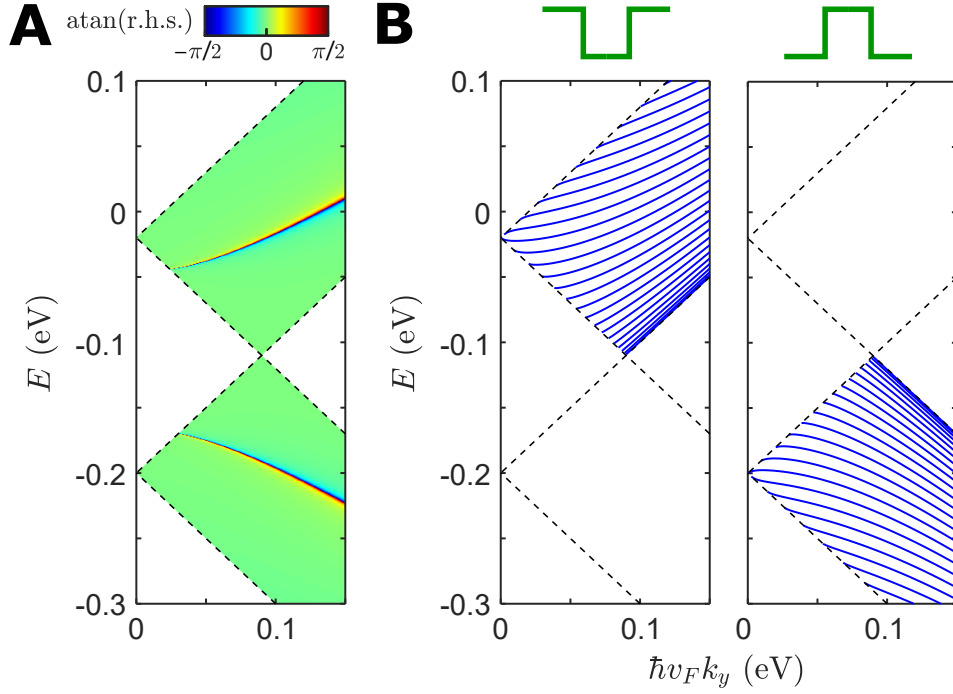 A
atan(r.h.s.)
−π/2 0 π/2
B
0.1
0
-0.1
-0.2
-0.3
E (eV)
0 0.1
E (eV)
0.1
0
-0.1
-0.2
-0.3
0 0.1
0 0.1
ℏv_F k_y (eV)